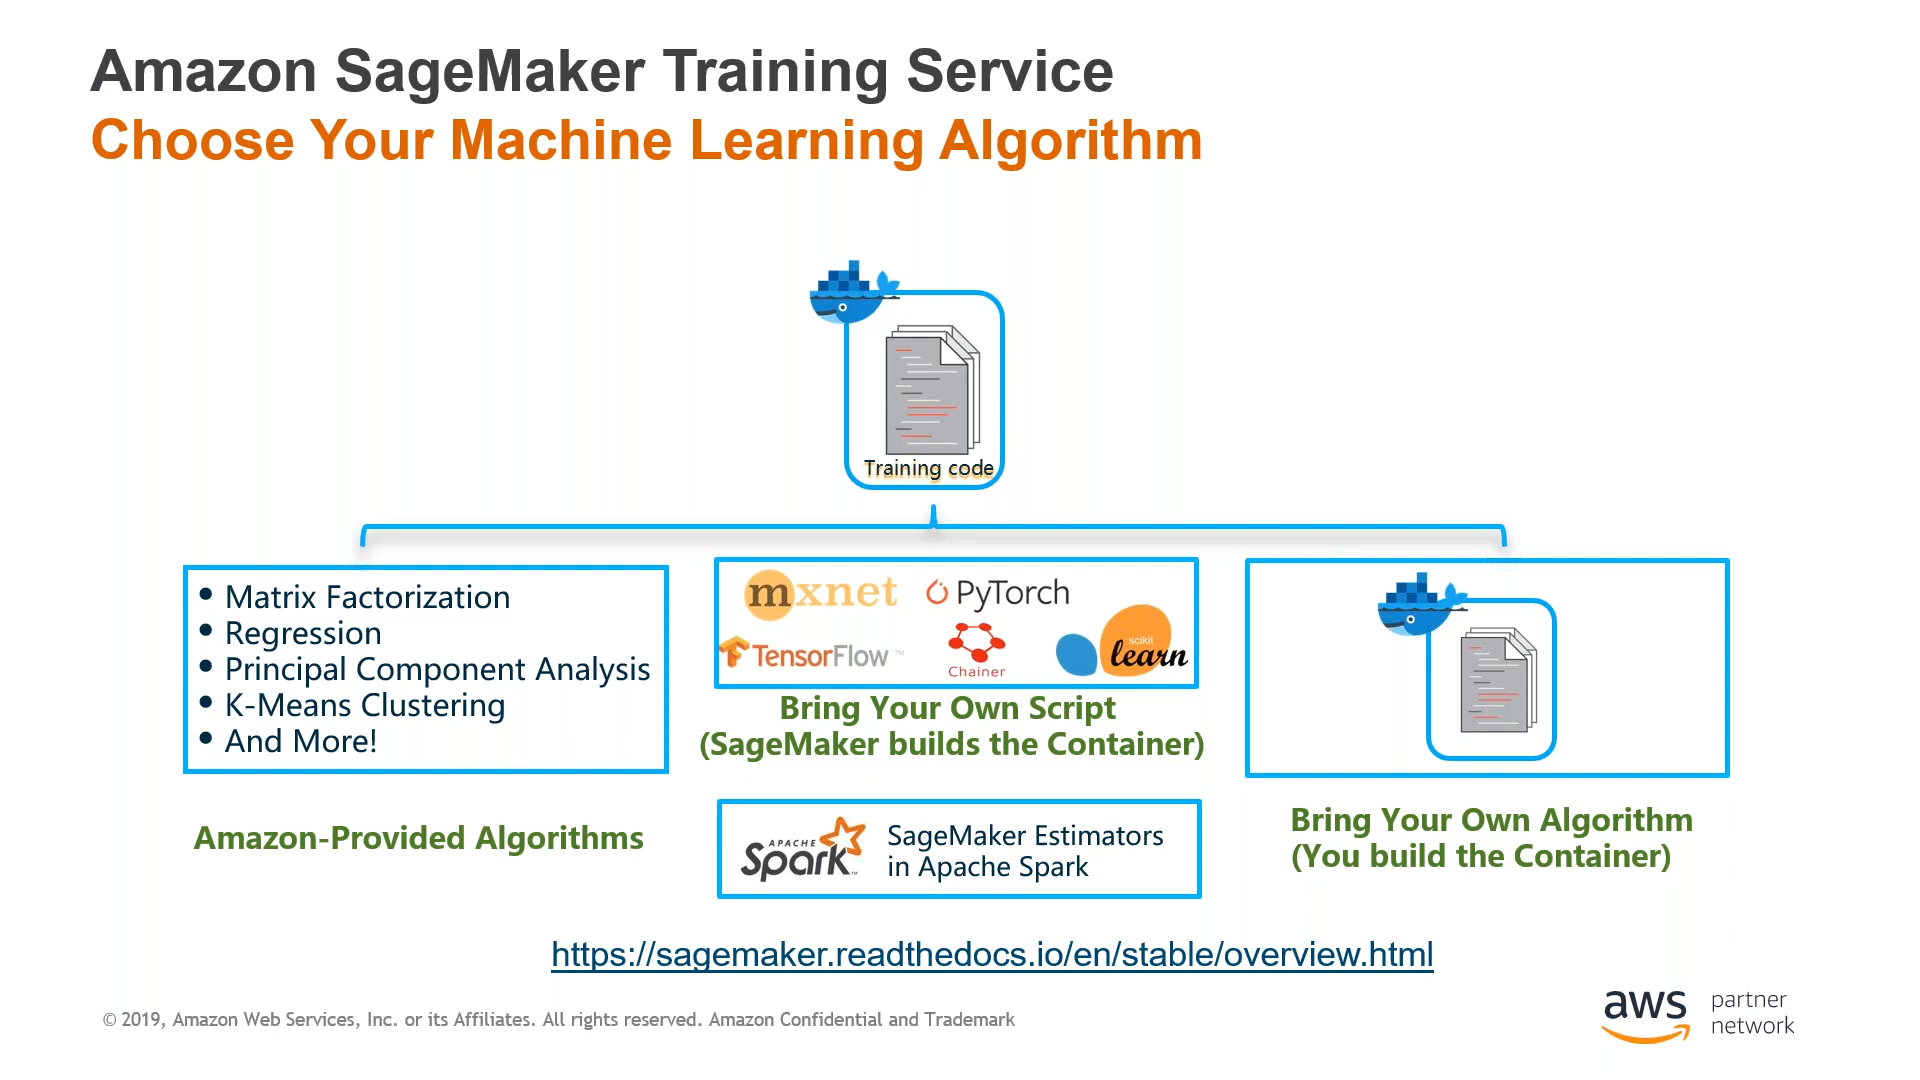 Amazon SageMaker Training Service
Choose Your Machine Learning Algorithm
Training code
• Matrix Factorization
• Regression
• Principal Component Analysis
• K-Means Clustering
• And More!
Amazon-Provided Algorithms
mxnet
PyTorch
TensorFlow™
Chainer
scikit
learn
Bring Your Own Script
(SageMaker builds the Container)
APACHE
Spark™
SageMaker Estimators
in Apache Spark
Bring Your Own Algorithm
(You build the Container)
https://sagemaker.readthedocs.io/en/stable/overview.html
© 2019, Amazon Web Services, Inc. or its Affiliates. All rights reserved. Amazon Confidential and Trademark
aws
partner
network